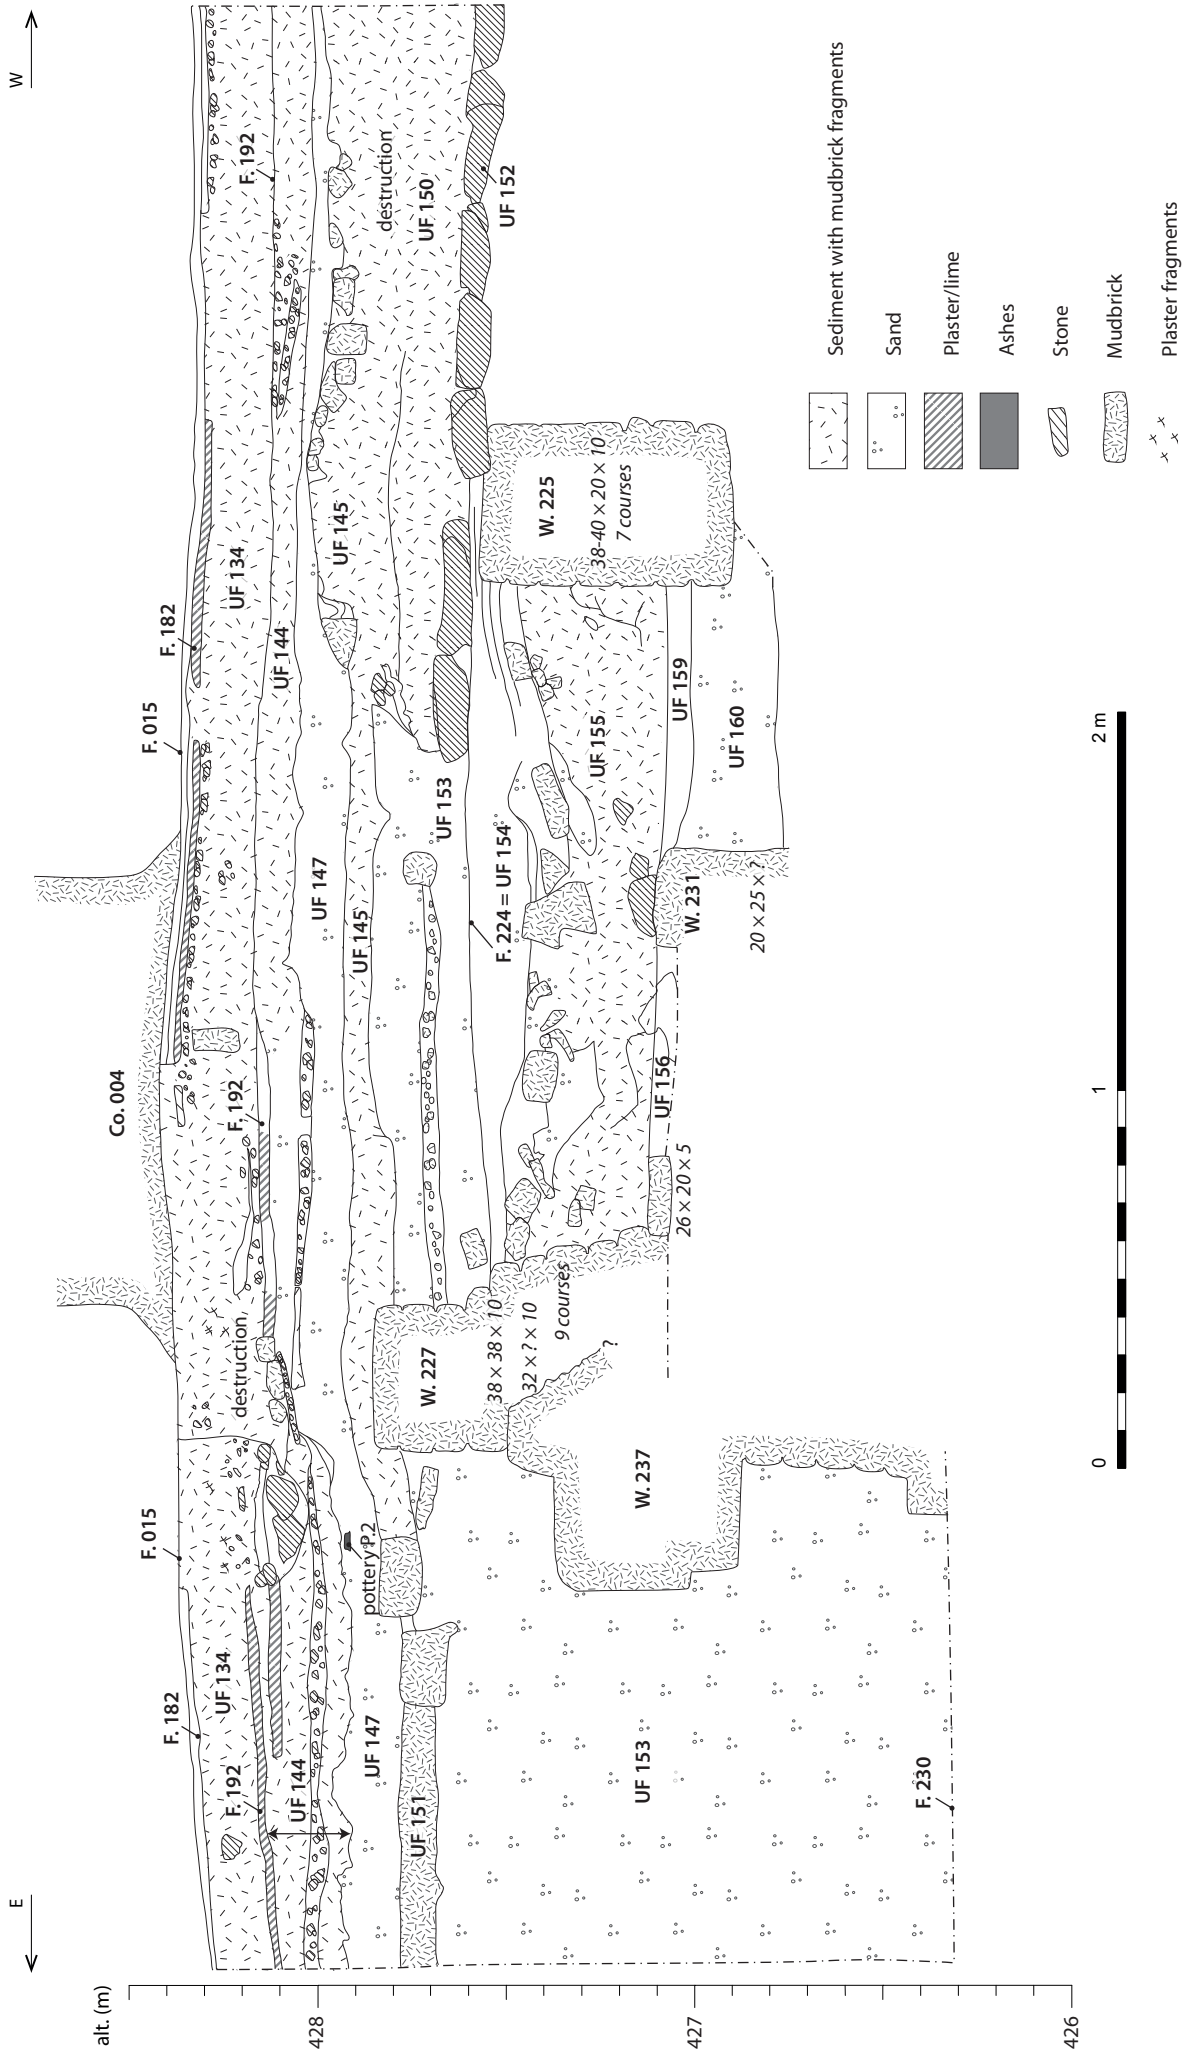 E
W
Co. 004
F. 015
F. 182
F. 015
F. 182
F. 192
F. 192
F. 192
UF 134
UF 134
destruction
UF 144
UF 144
UF 147
UF 147
UF 145
UF 145
pottery P.2
destruction
UF 150
UF 151
UF 152
UF 153
UF 153
F. 224 = UF 154
UF 155
UF 156
UF 159
UF 160
W. 225
38-40 × 20 × 10
7 courses
W. 227
38 × 38 × 10
32 × ? × 10
9 courses
?
W. 231
20 × 25 × ?
26 × 20 × 5
W. 237
F. 230
alt. (m)
428
427
426
0
1
2 m
Sediment with mudbrick fragments
Sand
Plaster/lime
Ashes
Stone
Mudbrick
Plaster fragments